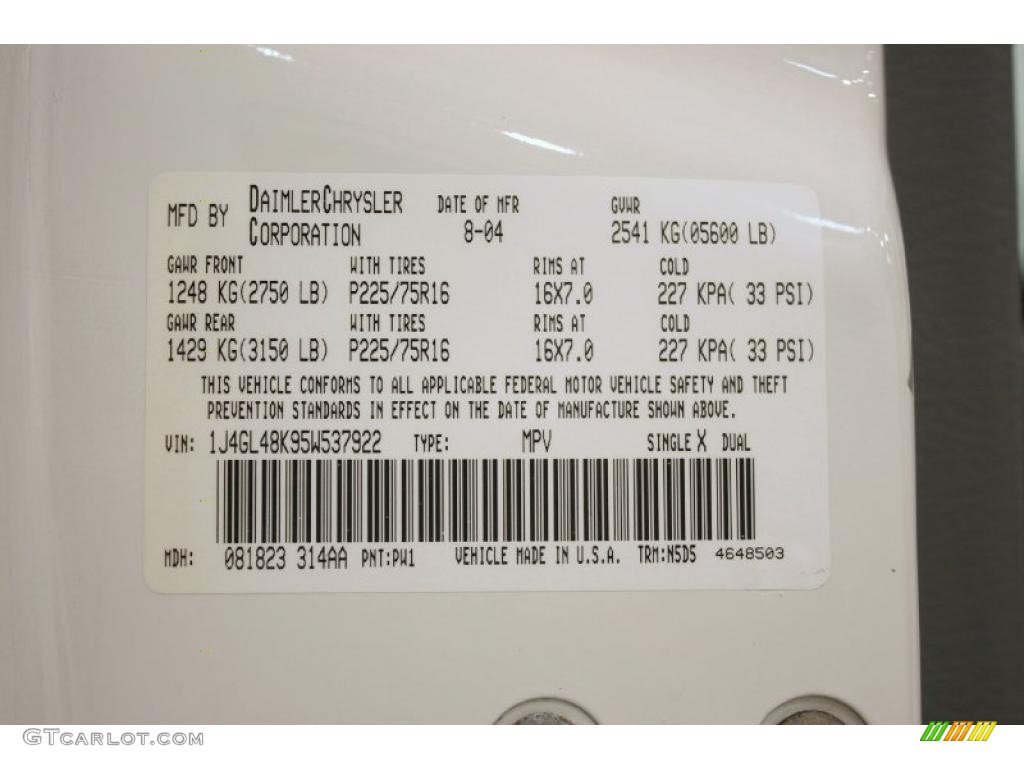 MFD BY DAIMLERCHRYSLER CORPORATION DATE OF MFR 8-04 GVWR 2541 KG(05600 LB)
GAWR FRONT WITH TIRES RIMS AT COLD
1248 KG(2750 LB) P225/75R16 16X7.0 227 KPA( 33 PSI)
GAWR REAR WITH TIRES RIMS AT COLD
1429 KG(3150 LB) P225/75R16 16X7.0 227 KPA( 33 PSI)
THIS VEHICLE CONFORMS TO ALL APPLICABLE FEDERAL MOTOR VEHICLE SAFETY AND THEFT
PREVENTION STANDARDS IN EFFECT ON THE DATE OF MANUFACTURE SHOWN ABOVE.
VIN: 1J4GL48K95W537922 TYPE: MPV SINGLE X DUAL
MDH: 081823 314AA PNT:PW1 VEHICLE MADE IN U.S.A. TRM:N5D5 4648503
GTCARLOT.COM